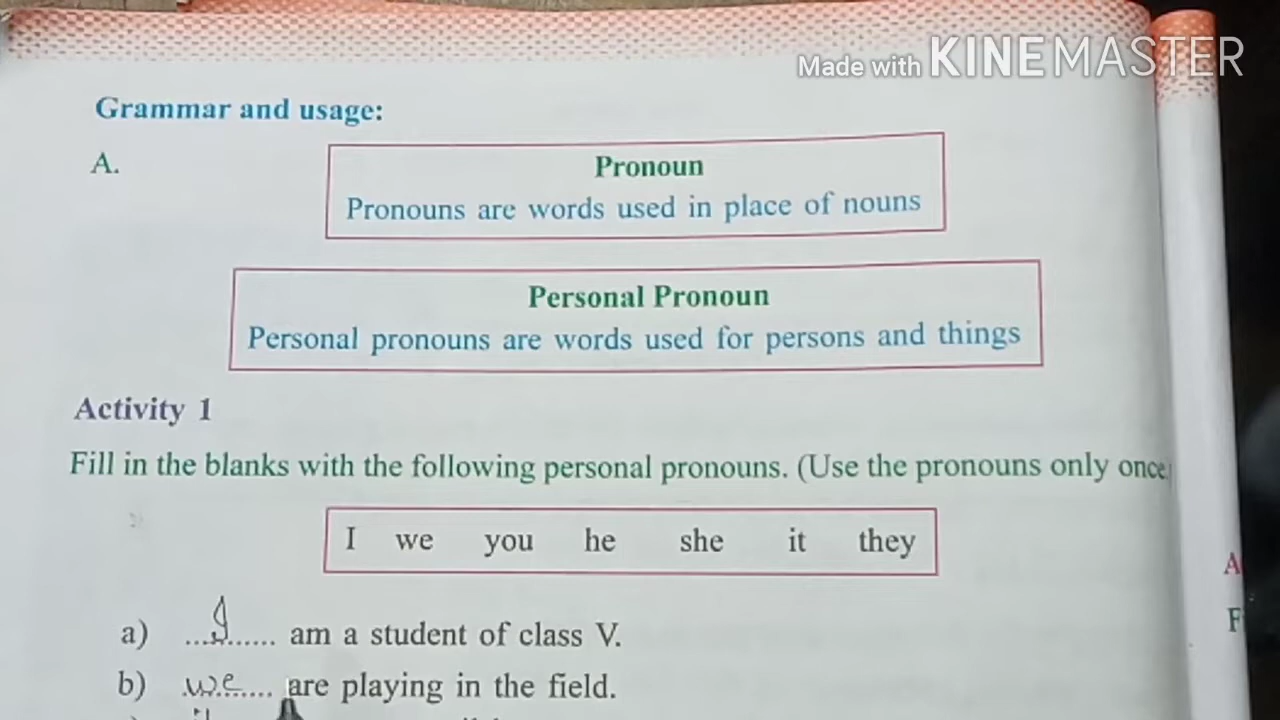 Made with KINEMASTER
Grammar and usage:
A.
Pronoun
Pronouns are words used in place of nouns
Personal Pronoun
Personal pronouns are words used for persons and things
Activity 1
Fill in the blanks with the following personal pronouns. (Use the pronouns only once
I we you he she it they
a) ....I...... am a student of class V.
b) .we...... are playing in the field.
A
F